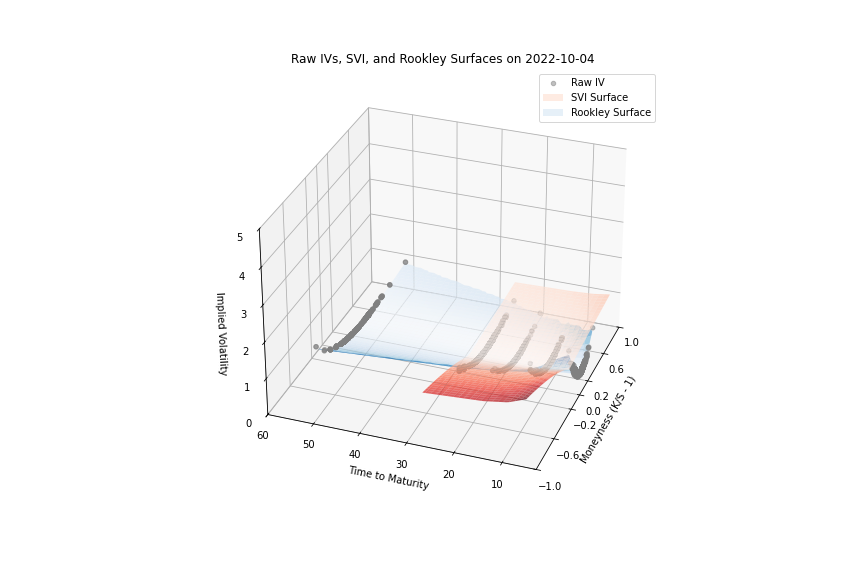 Raw IVs, SVI, and Rookley Surfaces on 2022-10-04
Raw IV
SVI Surface
Rookley Surface
5
4
3
2
1
0
Implied Volatility
60
50
40
30
20
10
Time to Maturity
1.0
0.6
0.2
0.0
−0.2
−0.6
−1.0
Moneyness (K/S - 1)